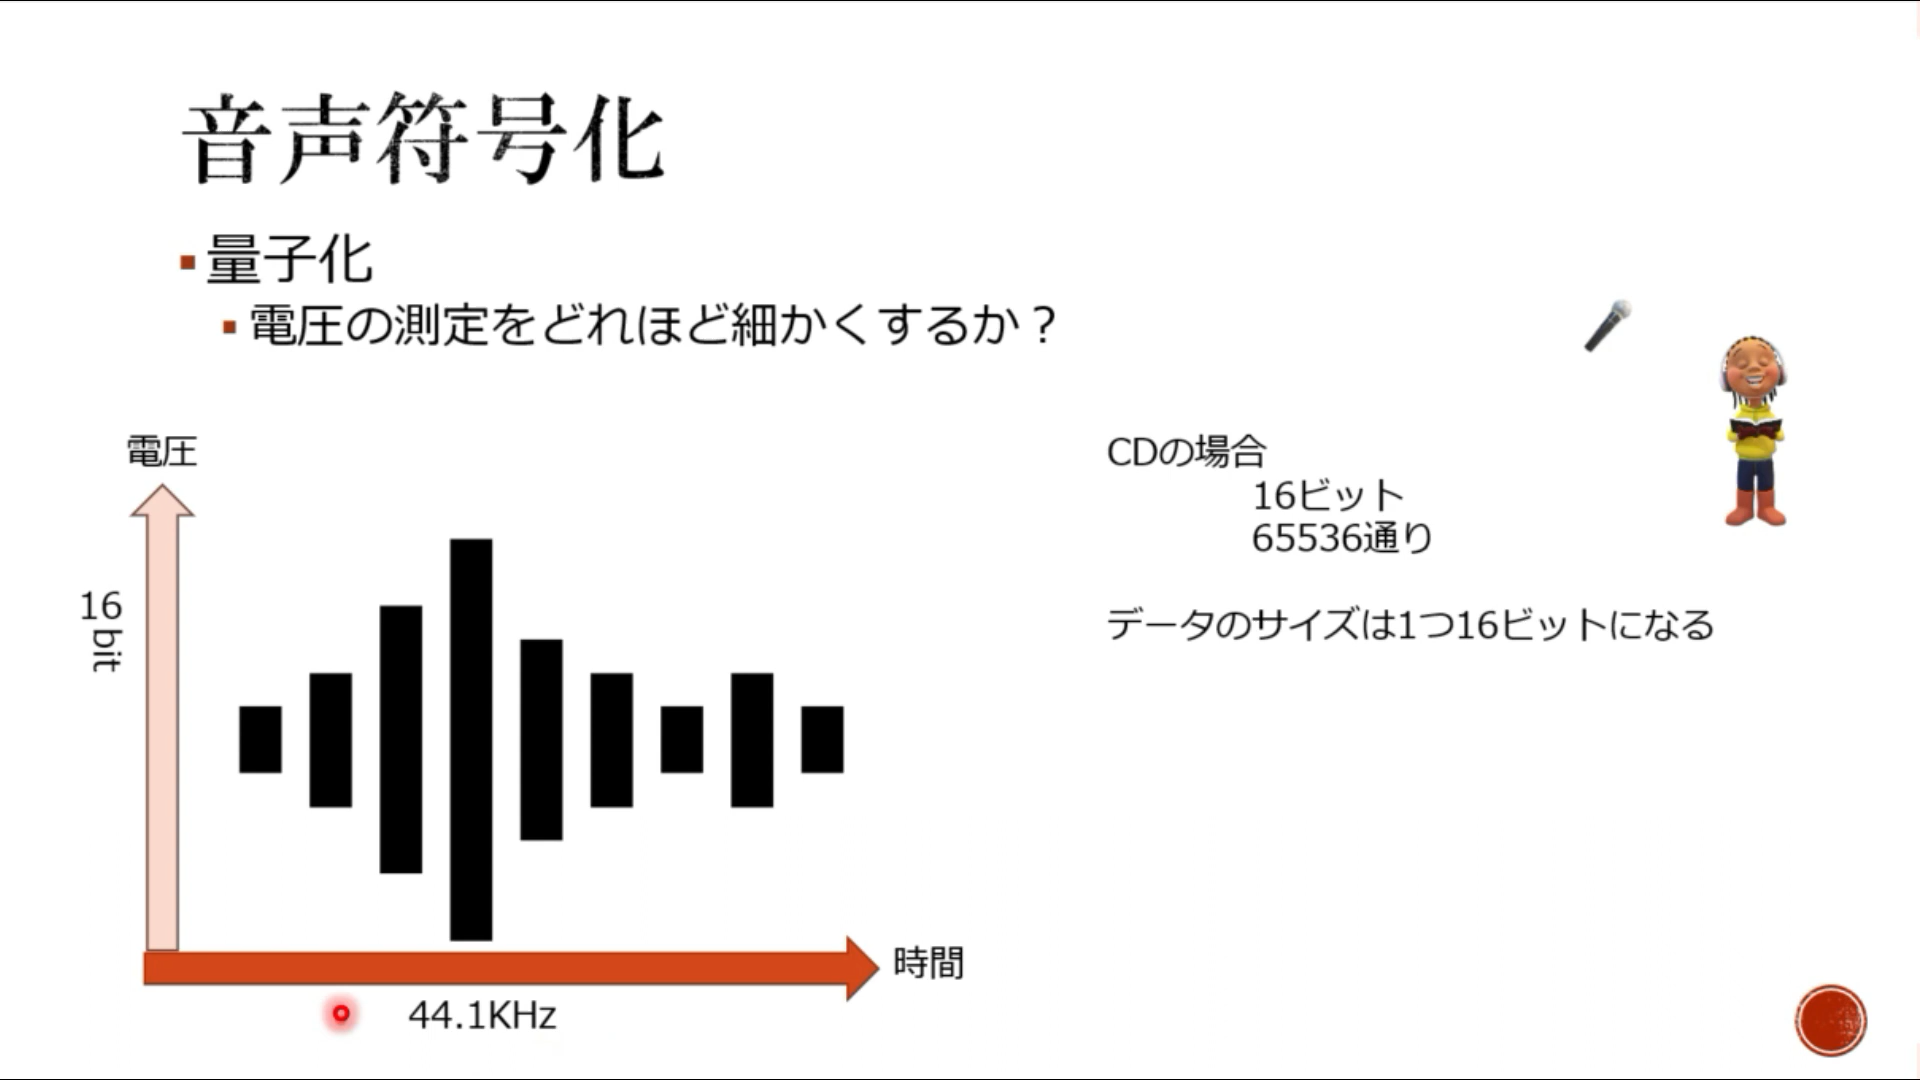 音声符号化
量子化
電圧の測定をどれほど細かくするか？
電圧
16
bit
時間
44.1KHz
CDの場合
16ビット
65536通り
データのサイズは1つ16ビットになる